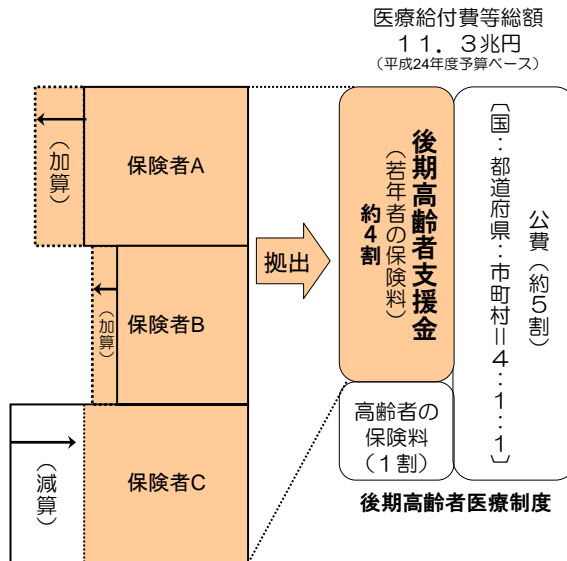 医療給付費等総額
11.3兆円
（平成24年度予算ベース）
保険者A
（加算）
保険者B
（加算）
保険者C
（減算）
拠出
後期高齢者支援金
（若年者の保険料）
約4割
高齢者の
保険料
（1割）
公費（約5割）
〔国：都道府県：市町村＝4：1：1〕
後期高齢者医療制度